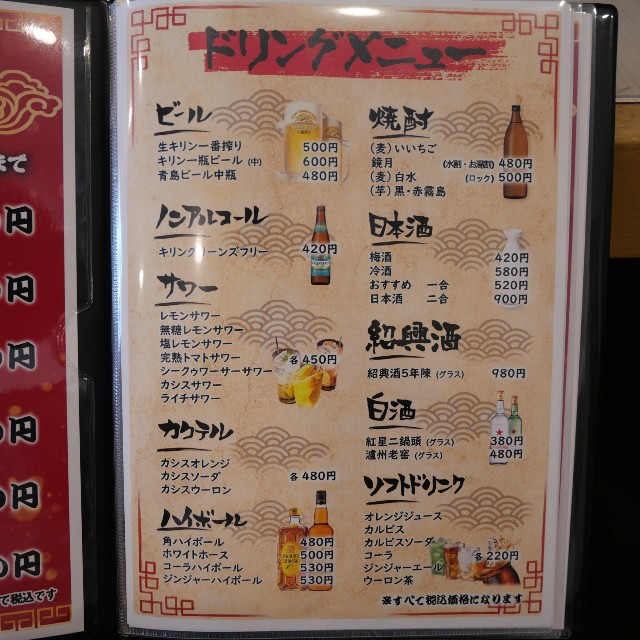 ドリンクメニュー
ビール
生キリン一番搾り 500円
キリン一瓶ビール (中) 600円
青島ビール中瓶 480円
ノンアルコール
キリングリーンズフリー 420円
サワー
レモンサワー
無糖レモンサワー
塩レモンサワー
完熟トマトサワー 各450円
シークヮワーサーサワー
カシスサワー
ライチサワー
カクテル
カシスオレンジ
カシスソーダ 各480円
カシスウーロン
ハイボール
角ハイボール 480円
ホワイトホース 500円
コーラハイボール 530円
ジンジャーハイボール 530円
焼酎
(麦)いいちご
鏡月 (水割・お湯割) 480円
(麦)白水 (ロック) 500円
(芋)黒・赤霧島
日本酒
梅酒 420円
冷酒 580円
おすすめ 一合 520円
日本酒 二合 900円
紹興酒
紹興酒5年陳 (グラス) 980円
白酒
紅星二鍋頭 (グラス) 380円
瀘州老窖 (グラス) 480円
ソフトドリンク
オレンジジュース
カルピス
カルピスソーダ
コーラ 各220円
ジンジャーエール
ウーロン茶
※すべて税込価格になります
まで
円
円
円
円
円
0円
て税込です